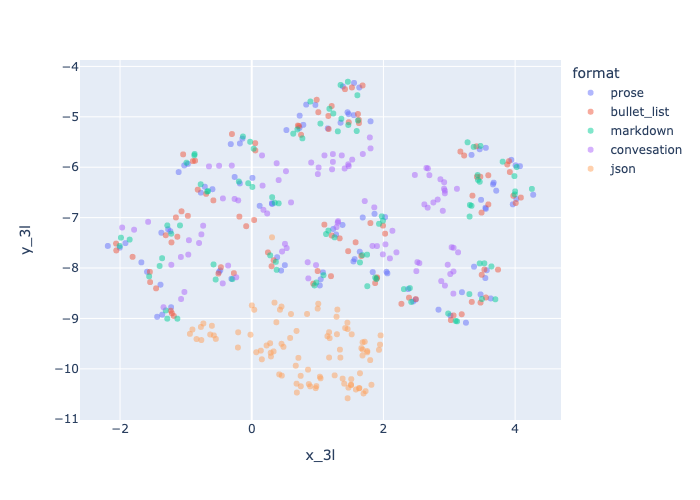 format
prose
bullet_list
markdown
convesation
json
−4
−5
−6
−7
−8
−9
−10
−11
y_3l
−2
0
2
4
x_3l